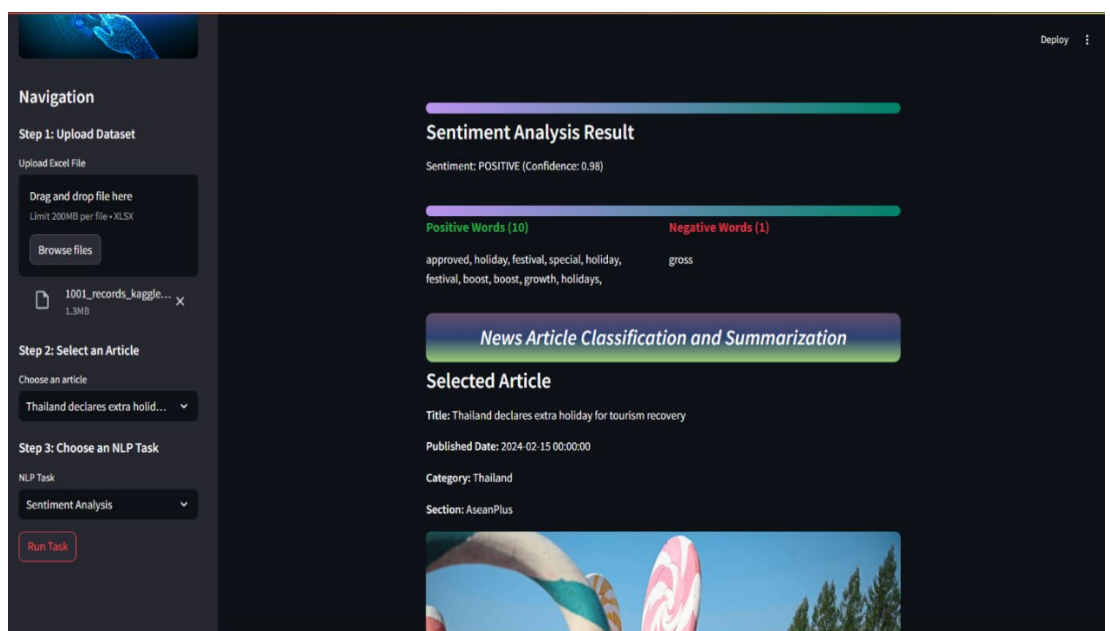 Deploy
Navigation
Step 1: Upload Dataset
Upload Excel File
Drag and drop file here
Limit 200MB per file • XLSX
Browse files
1001_records_kaggle...
1.3MB
Step 2: Select an Article
Choose an article
Thailand declares extra holid...
Step 3: Choose an NLP Task
NLP Task
Sentiment Analysis
Run Task
Sentiment Analysis Result
Sentiment: POSITIVE (Confidence: 0.98)
Positive Words (10)
approved, holiday, festival, special, holiday,
festival, boost, boost, growth, holidays,
Negative Words (1)
gross
News Article Classification and Summarization
Selected Article
Title: Thailand declares extra holiday for tourism recovery
Published Date: 2024-02-15 00:00:00
Category: Thailand
Section: AseanPlus